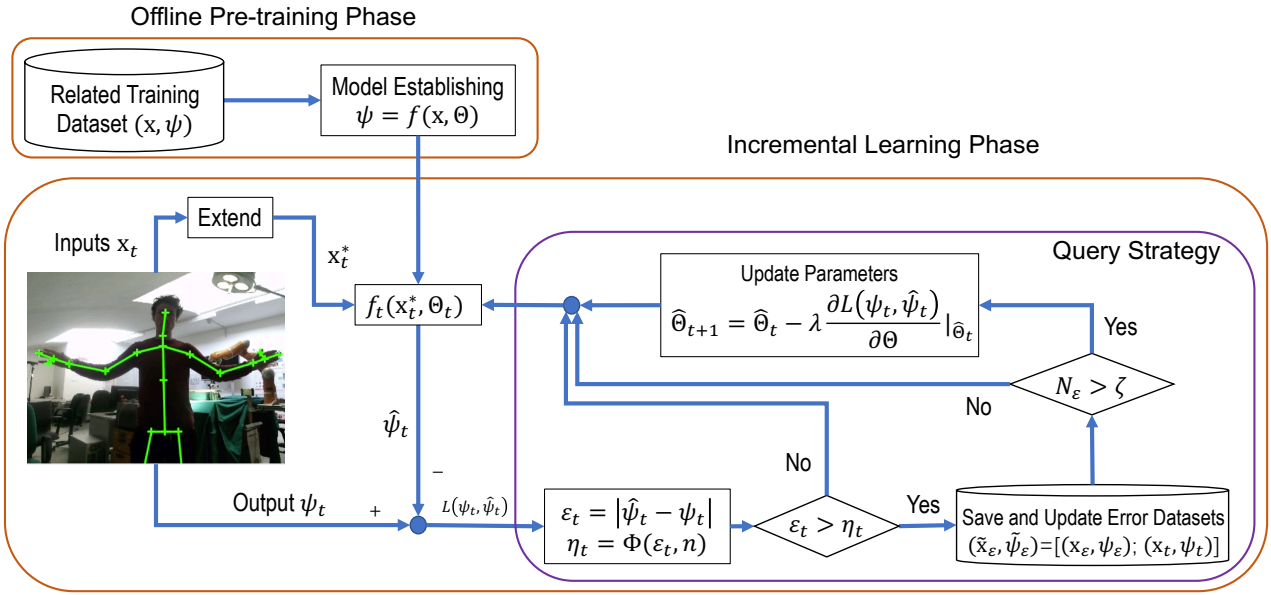 Offline Pre-training Phase
Related Training
Dataset (x, ψ)
Model Establishing
ψ = f(x, Θ)
Incremental Learning Phase
Extend
Inputs x_t
x_t^*
f_t(x_t^*, Θ_t)
Query Strategy
Update Parameters
Θ̂_{t+1} = Θ̂_t − λ ∂L(ψ_t, ψ̂_t)/∂Θ |_{Θ̂_t}
Yes
N_ε > ζ
No
ψ̂_t
No
−
Output ψ_t
+
L(ψ_t, ψ̂_t)
ε_t = |ψ̂_t − ψ_t|
η_t = Φ(ε_t, n)
ε_t > η_t
Yes
Save and Update Error Datasets
(x̃_ε, ψ̃_ε)=[(x_ε, ψ_ε); (x_t, ψ_t)]